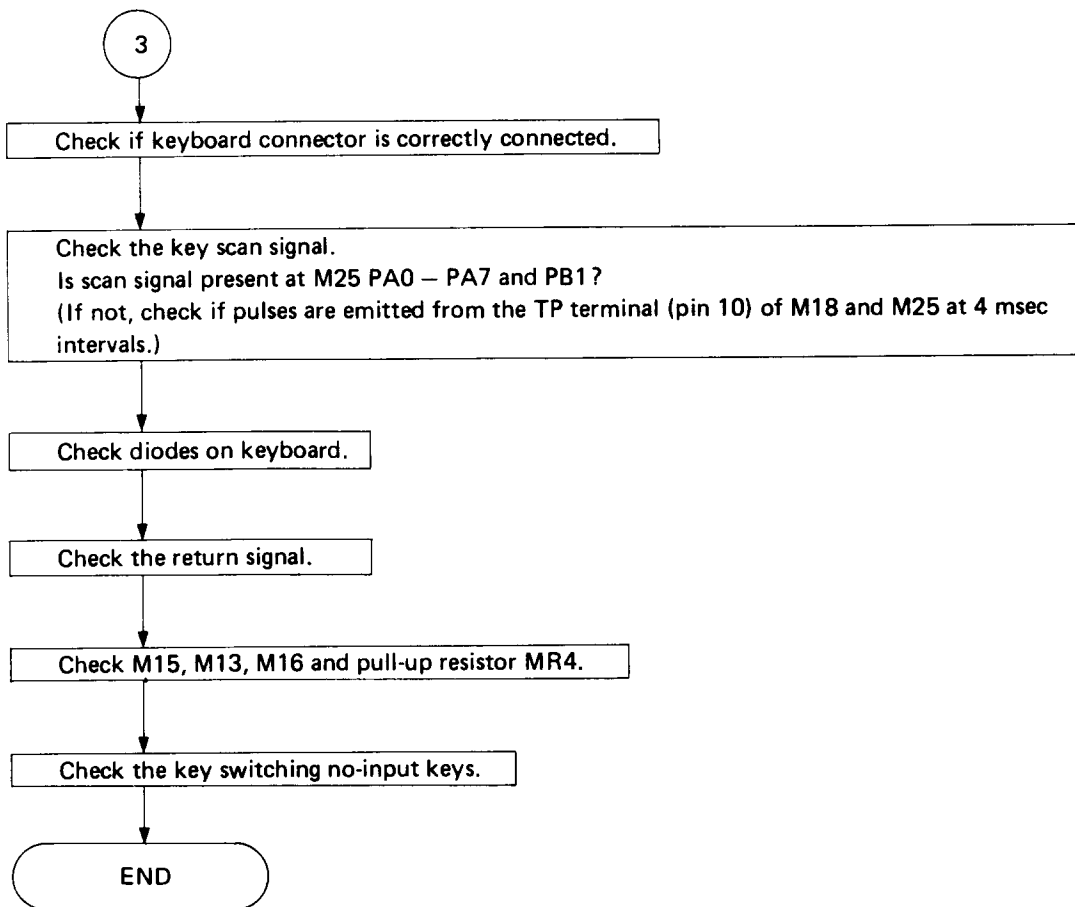 3
Check if keyboard connector is correctly connected.
Check the key scan signal.
Is scan signal present at M25 PA0 — PA7 and PB1?
(If not, check if pulses are emitted from the TP terminal (pin 10) of M18 and M25 at 4 msec
intervals.)
Check diodes on keyboard.
Check the return signal.
Check M15, M13, M16 and pull-up resistor MR4.
Check the key switching no-input keys.
END